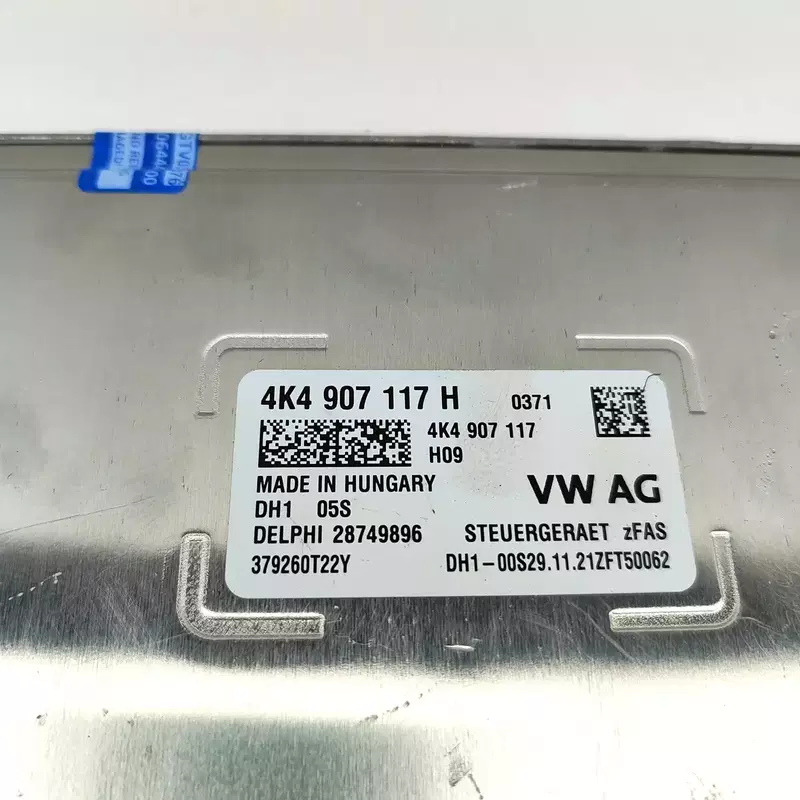 4K4 907 117 H 0371
4K4 907 117
H09
MADE IN HUNGARY
VW AG
DH1 05S
DELPHI 28749896 STEUERGERAET zFAS
379260T22Y DH1-00S29.11.21ZFT50062